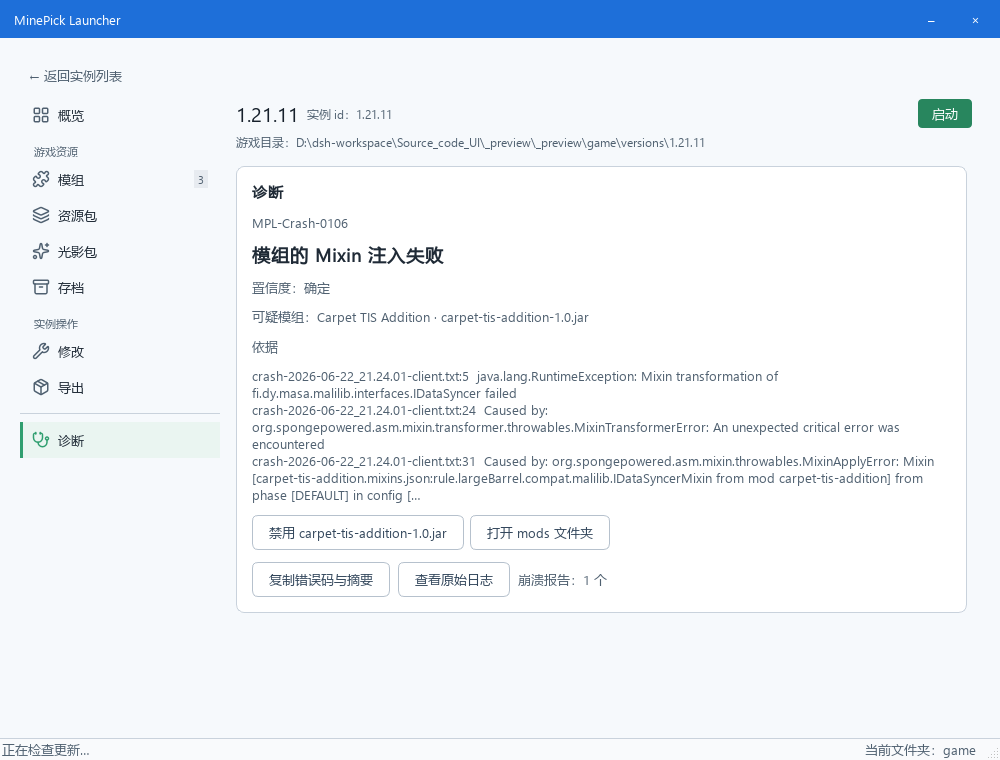 MinePick Launcher
← 返回实例列表
概览
游戏资源
模组 3
资源包
光影包
存档
实例操作
修改
导出
诊断
1.21.11 实例 id：1.21.11
启动
游戏目录：D:\dsh-workspace\Source_code_UI\_preview\_preview\game\versions\1.21.11
诊断
MPL-Crash-0106
模组的 Mixin 注入失败
置信度：确定
可疑模组：Carpet TIS Addition · carpet-tis-addition-1.0.jar
依据
crash-2026-06-22_21.24.01-client.txt:5 java.lang.RuntimeException: Mixin transformation of
fi.dy.masa.malilib.interfaces.IDataSyncer failed
crash-2026-06-22_21.24.01-client.txt:24 Caused by:
org.spongepowered.asm.mixin.transformer.throwables.MixinTransformerError: An unexpected critical error was
encountered
crash-2026-06-22_21.24.01-client.txt:31 Caused by: org.spongepowered.asm.mixin.throwables.MixinApplyError: Mixin
[carpet-tis-addition.mixins.json:rule.largeBarrel.compat.malilib.IDataSyncerMixin from mod carpet-tis-addition] from
phase [DEFAULT] in config [...
禁用 carpet-tis-addition-1.0.jar
打开 mods 文件夹
复制错误码与摘要
查看原始日志
崩溃报告：1 个
正在检查更新...
当前文件夹：game